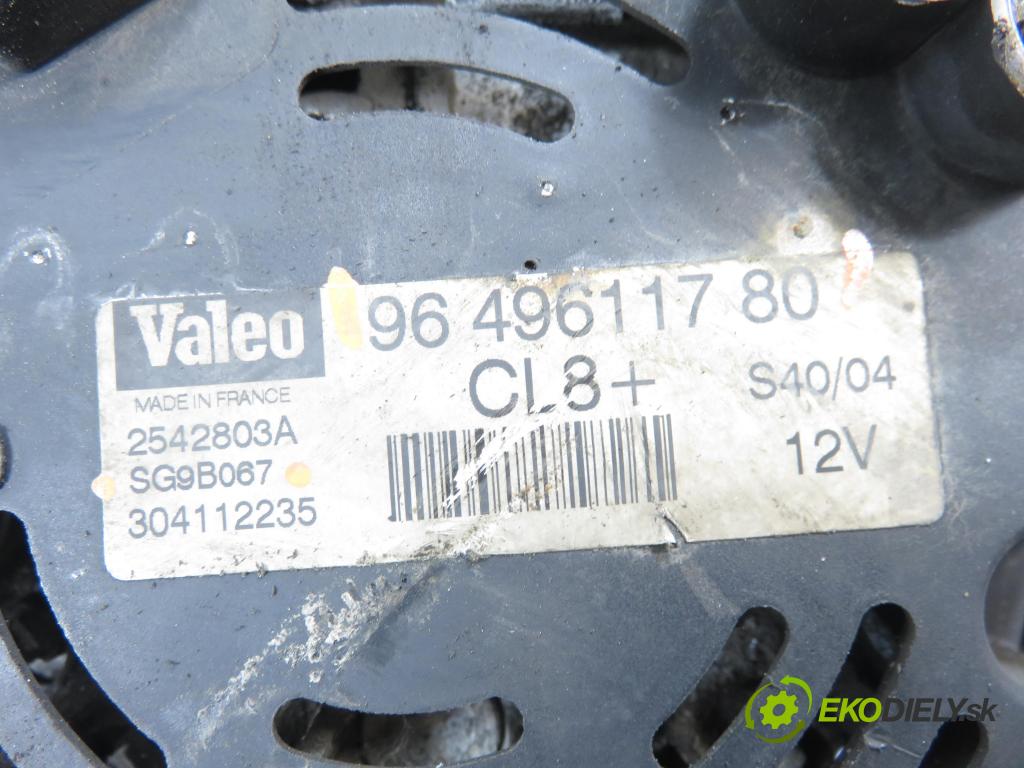 Valeo 96 496117 80
MADE IN FRANCE CL8+ S40/04
2542803A
SG9B067 12V
304112235
EKODIELY.sk